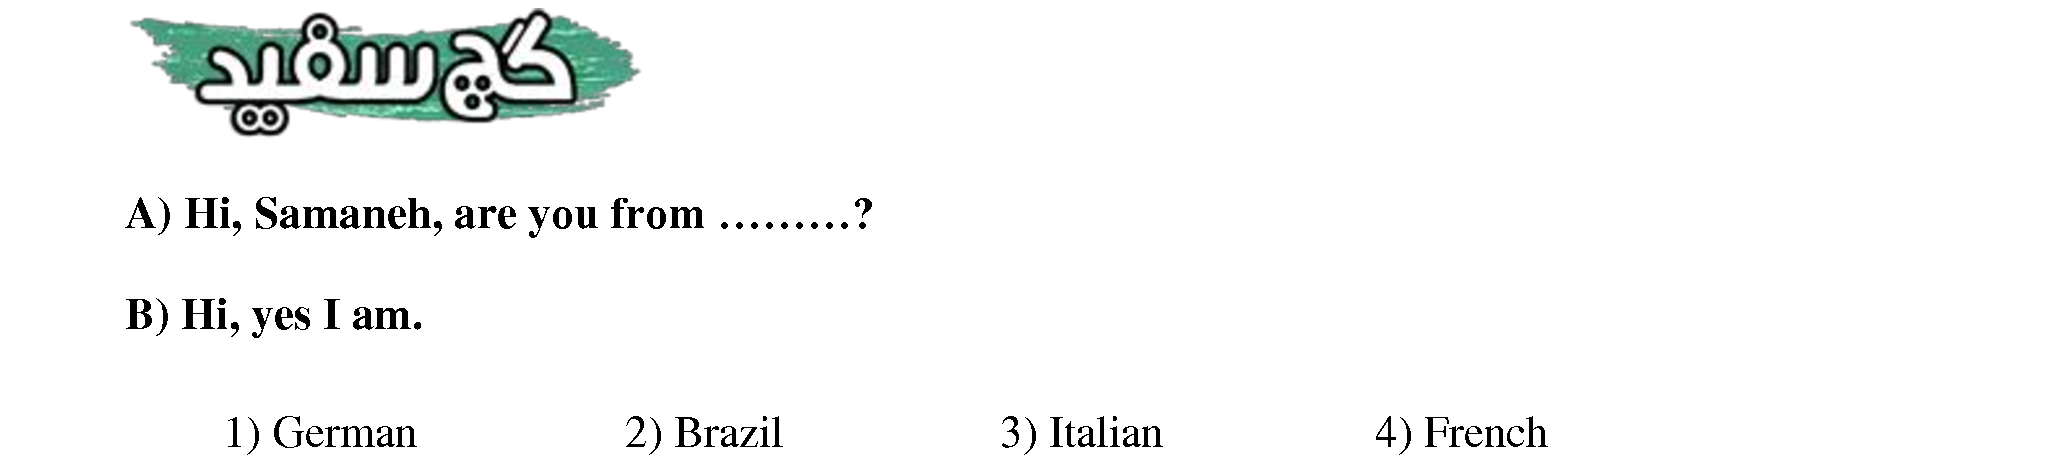 گچ سفید
A) Hi, Samaneh, are you from ………?
B) Hi, yes I am.
1) German 2) Brazil 3) Italian 4) French